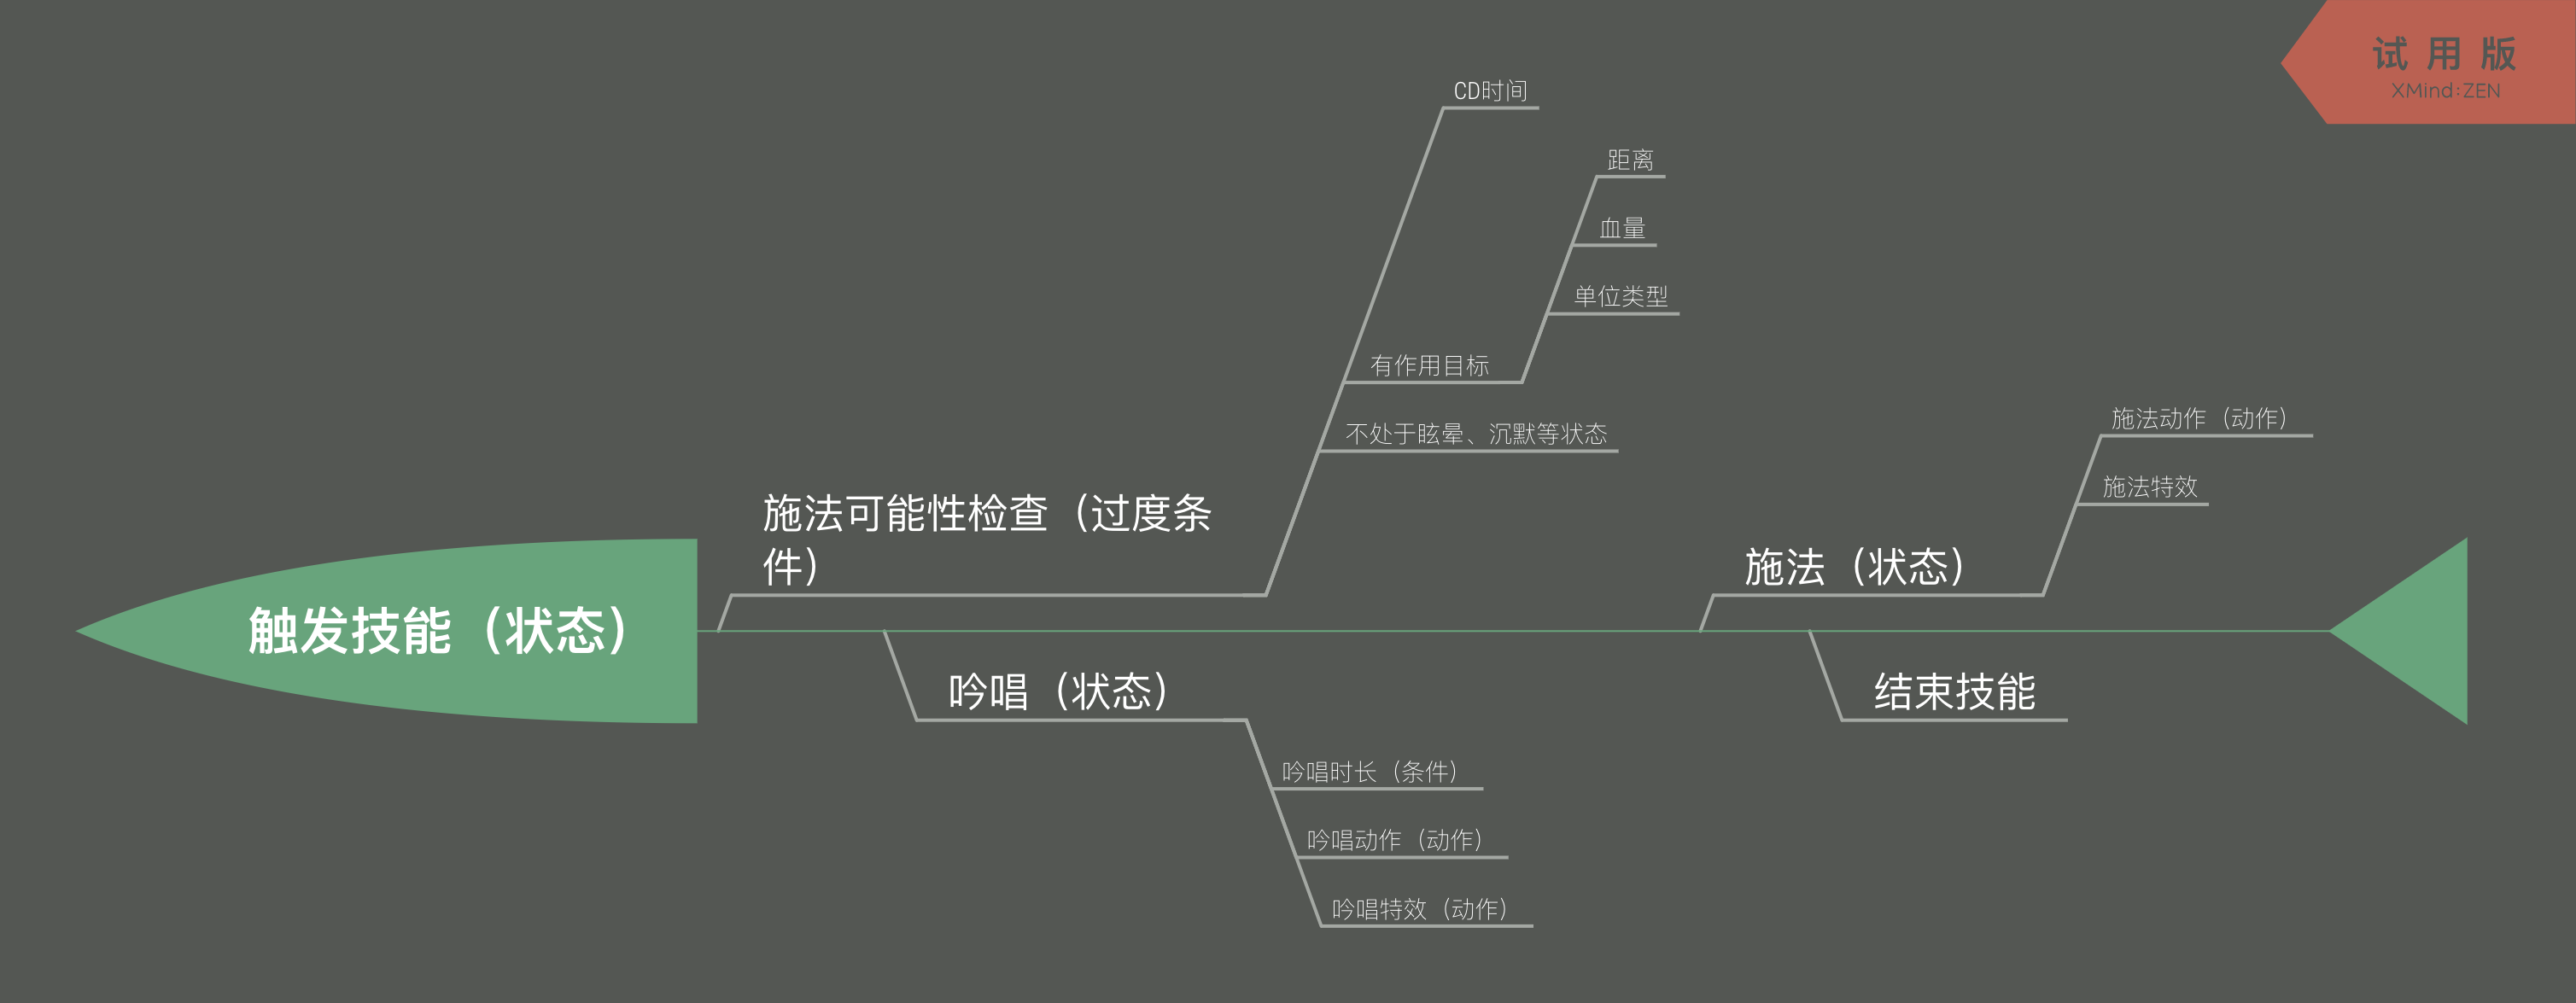 试用版
XMind:ZEN
触发技能（状态）
施法可能性检查（过度条
件）
CD时间
有作用目标
距离
血量
单位类型
不处于眩晕、沉默等状态
吟唱（状态）
吟唱时长（条件）
吟唱动作（动作）
吟唱特效（动作）
施法（状态）
施法动作（动作）
施法特效
结束技能